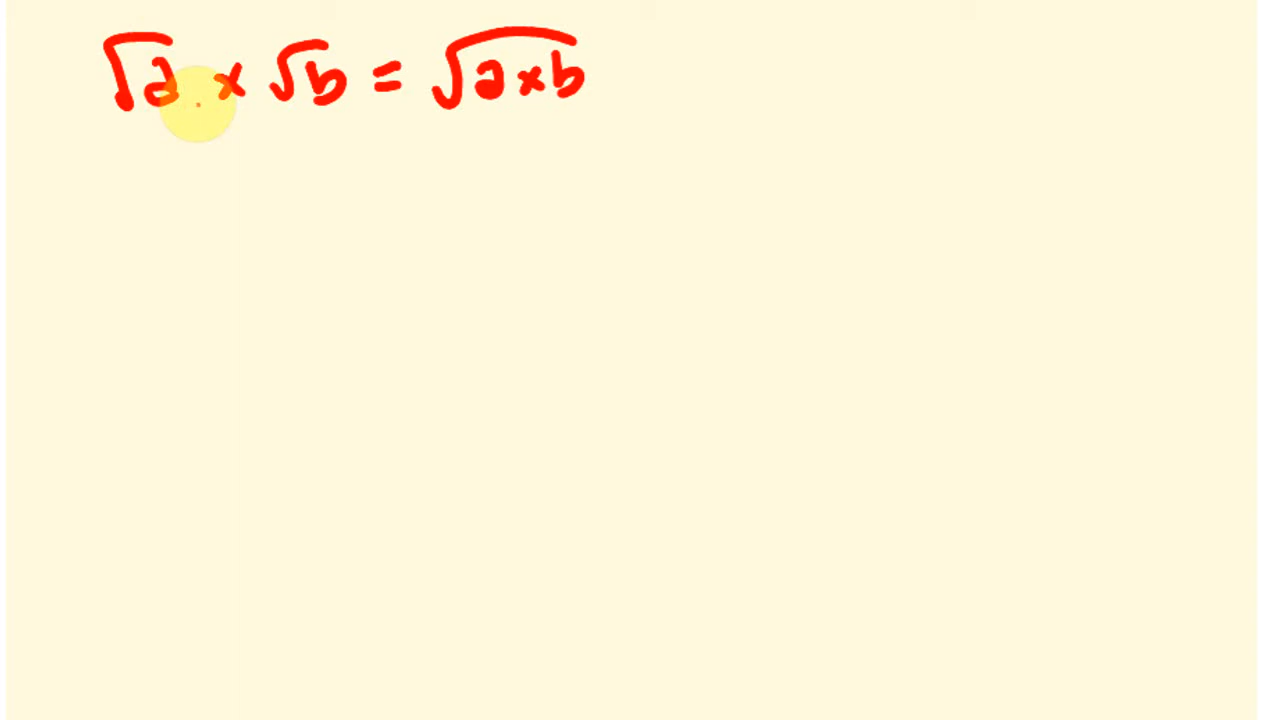 √a × √b = √a×b